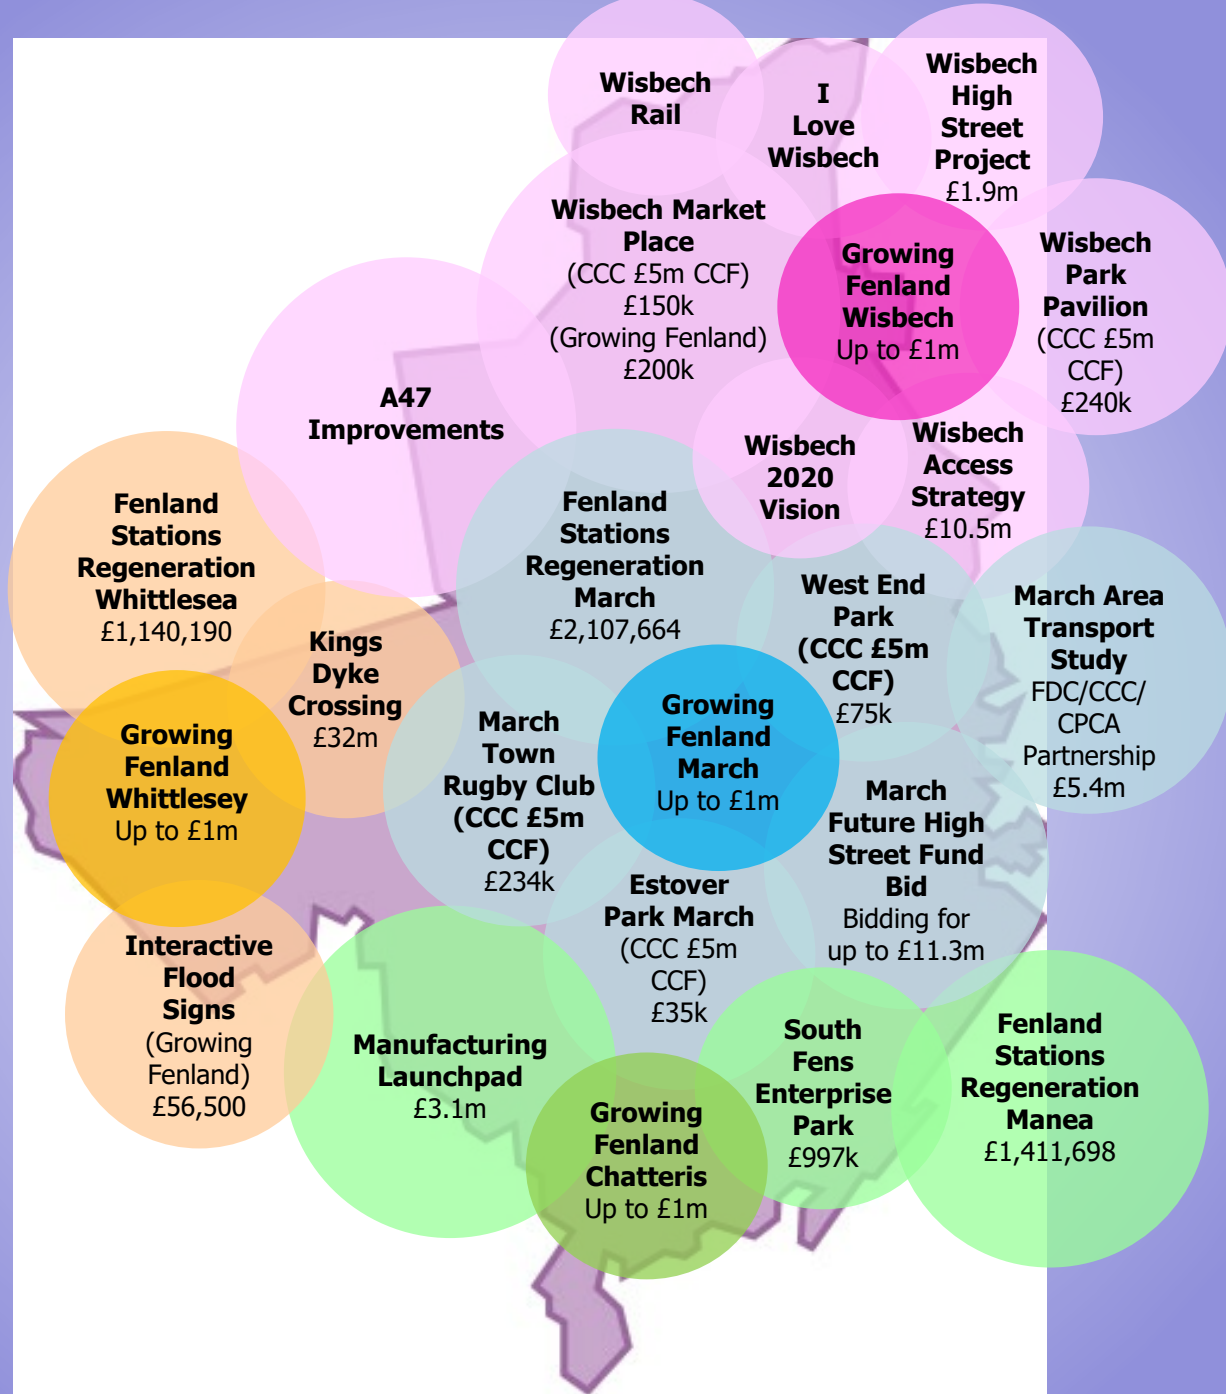 Wisbech
Rail
I
Love
Wisbech
Wisbech
High
Street
Project
£1.9m
Wisbech Market
Place
(CCC £5m CCF)
£150k
(Growing Fenland)
£200k
Growing
Fenland
Wisbech
Up to £1m
Wisbech
Park
Pavilion
(CCC £5m
CCF)
£240k
A47
Improvements
Wisbech
2020
Vision
Wisbech
Access
Strategy
£10.5m
Fenland
Stations
Regeneration
Whittlesea
£1,140,190
Fenland
Stations
Regeneration
March
£2,107,664
West End
Park
(CCC £5m
CCF)
£75k
March Area
Transport
Study
FDC/CCC/
CPCA
Partnership
£5.4m
Kings
Dyke
Crossing
£32m
Growing
Fenland
Whittlesey
Up to £1m
March
Town
Rugby Club
(CCC £5m
CCF)
£234k
Growing
Fenland
March
Up to £1m
March
Future High
Street Fund
Bid
Bidding for
up to £11.3m
Estover
Park March
(CCC £5m
CCF)
£35k
Interactive
Flood
Signs
(Growing
Fenland)
£56,500
Manufacturing
Launchpad
£3.1m
Growing
Fenland
Chatteris
Up to £1m
South
Fens
Enterprise
Park
£997k
Fenland
Stations
Regeneration
Manea
£1,411,698